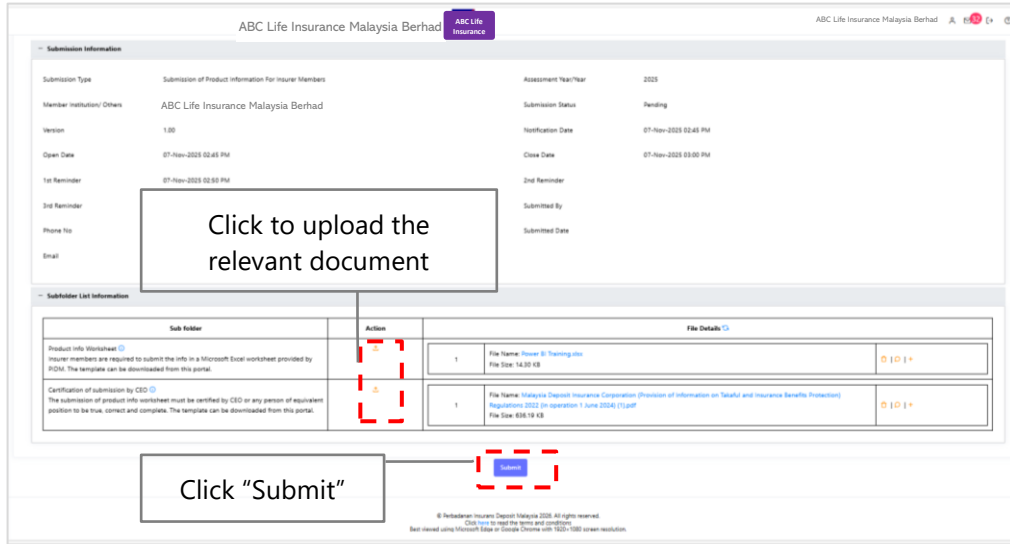 ABC Life Insurance Malaysia Berhad
ABC Life
Insurance
ABC Life Insurance Malaysia Berhad
32
− Submission Information
Submission Type Submission of Product Information For Insurer Members Assessment Year/Year 2025
Member Institution/ Others ABC Life Insurance Malaysia Berhad Submission Status Pending
Version 1.00 Notification Date 07-Nov-2025 02:45 PM
Open Date 07-Nov-2025 02:45 PM Close Date 07-Nov-2025 03:00 PM
1st Reminder 07-Nov-2025 02:50 PM 2nd Reminder
3rd Reminder Submitted By
Phone No Submitted Date
Email
Click to upload the
relevant document
− Subfolder List Information
Sub folder Action File Details
Product Info Worksheet
Insurer members are required to submit the info in a Microsoft Excel worksheet provided by
PIDM. The template can be downloaded from this portal.
1 File Name: Power BI Training.xlsx
File Size: 14.30 KB
Certification of submission by CEO
The submission of product info worksheet must be certified by CEO or any person of equivalent
position to be true, correct and complete. The template can be downloaded from this portal.
1 File Name: Malaysia Deposit Insurance Corporation (Provision of Information on Takaful and Insurance Benefits Protection)
Regulations 2022 (in operation 1 June 2024) (1).pdf
File Size: 636.19 KB
Submit
Click “Submit”
© Perbadanan Insurans Deposit Malaysia 2026. All rights reserved.
Click here to read the terms and conditions
Best viewed using Microsoft Edge or Google Chrome with 1920×1080 screen resolution.